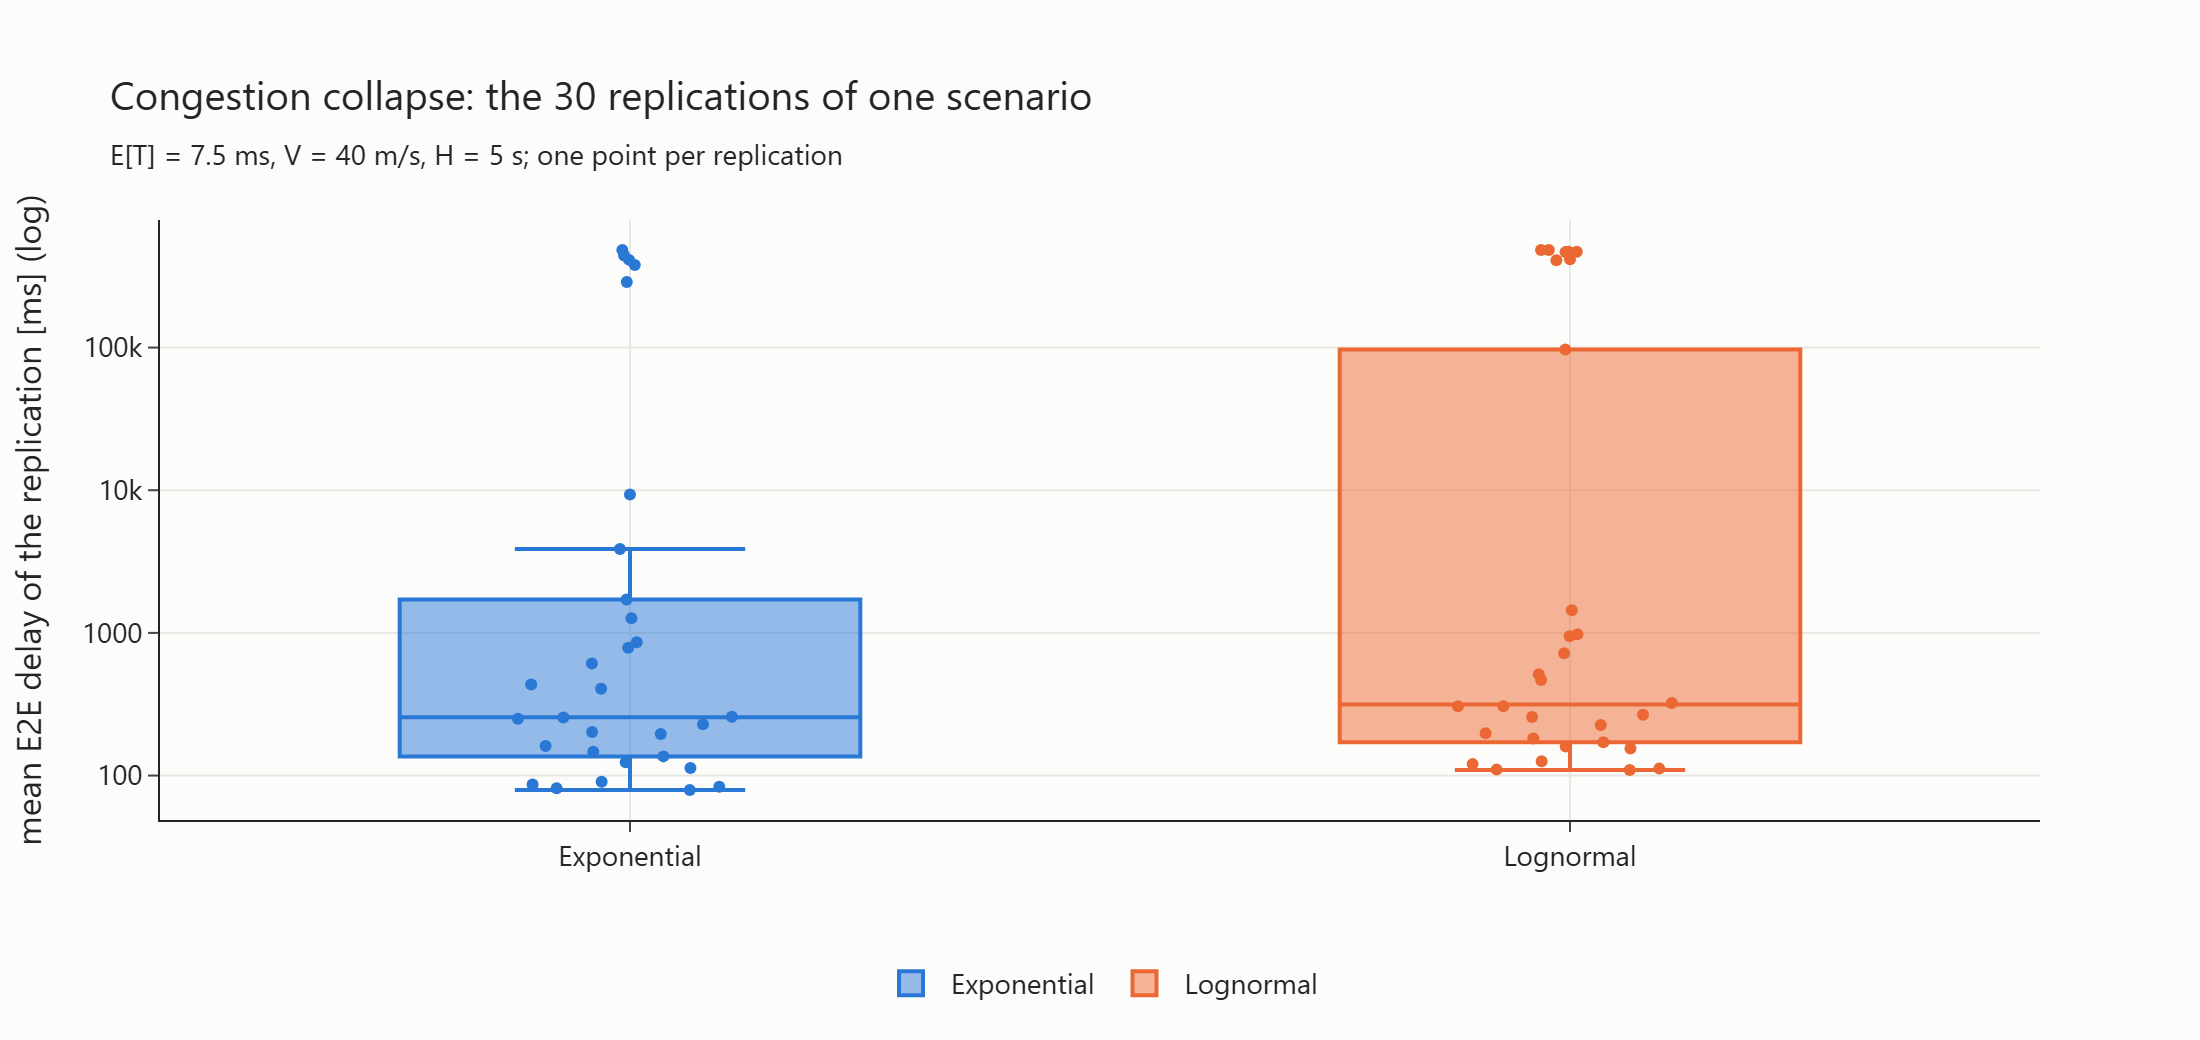 Congestion collapse: the 30 replications of one scenario
E[T] = 7.5 ms, V = 40 m/s, H = 5 s; one point per replication
mean E2E delay of the replication [ms] (log)
100k
10k
1000
100
Exponential
Lognormal
Exponential
Lognormal